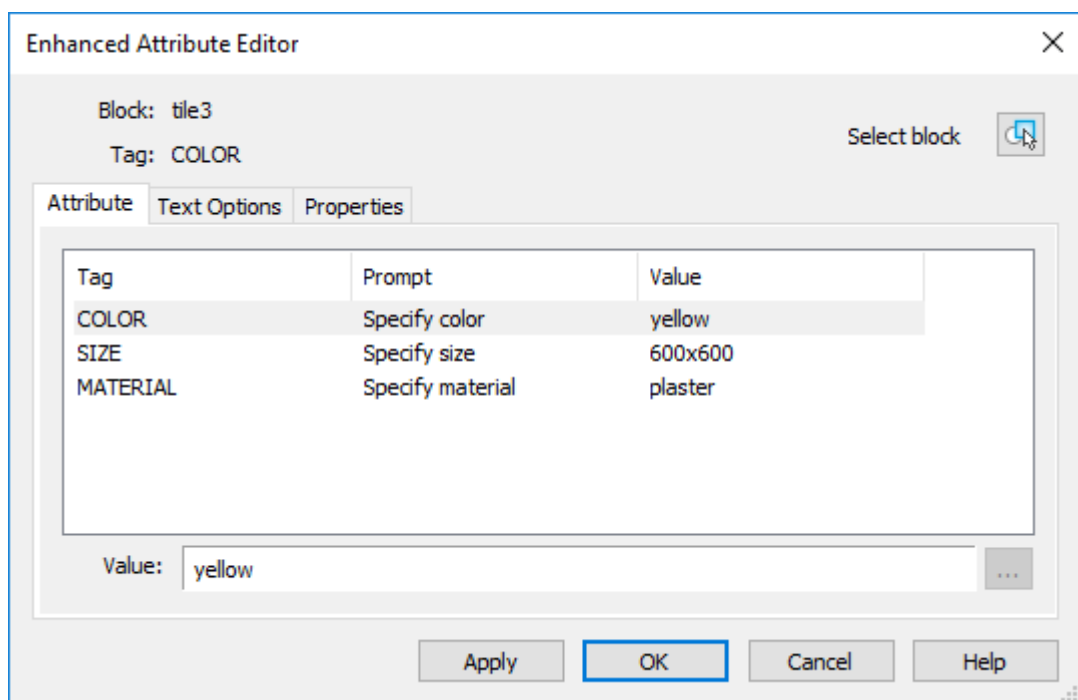 Enhanced Attribute Editor
Block: tile3
Select block
Tag: COLOR
Attribute Text Options Properties
Tag Prompt Value
COLOR Specify color yellow
SIZE Specify size 600x600
MATERIAL Specify material plaster
Value: yellow ...
Apply OK Cancel Help